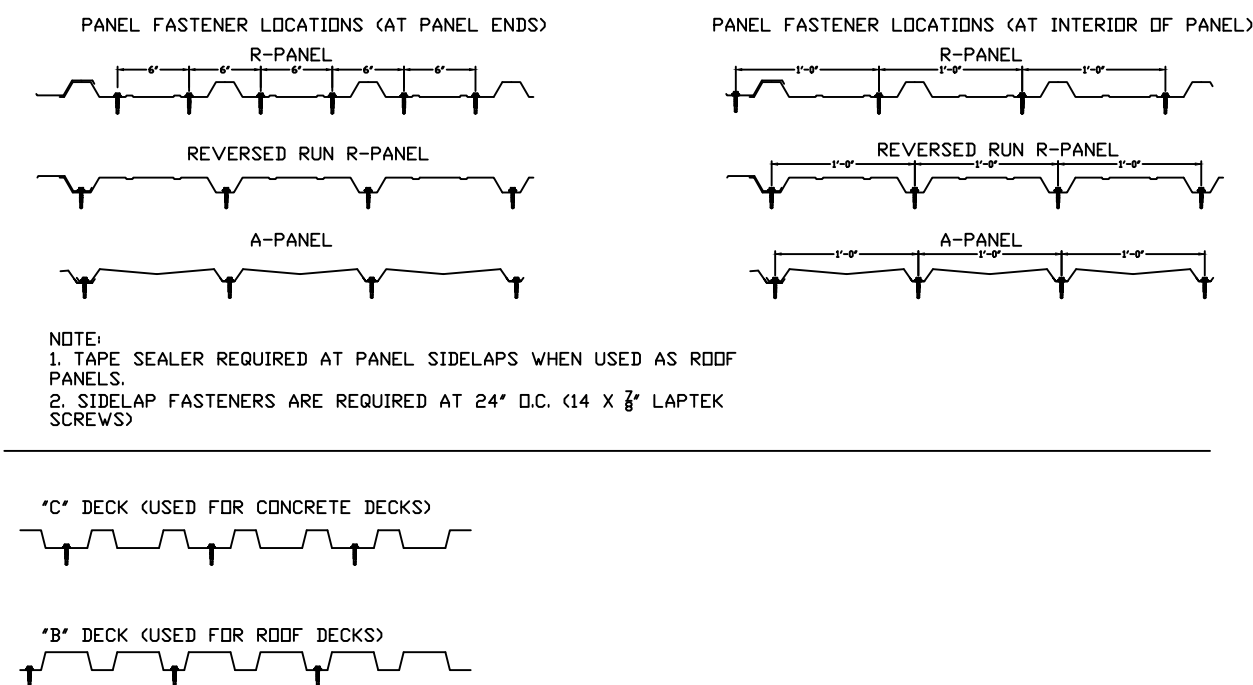 PANEL FASTENER LOCATIONS (AT PANEL ENDS)
R-PANEL
6" 6" 6" 6" 6"
REVERSED RUN R-PANEL
A-PANEL
PANEL FASTENER LOCATIONS (AT INTERIOR OF PANEL)
R-PANEL
1'-0" 1'-0" 1'-0"
REVERSED RUN R-PANEL
1'-0" 1'-0" 1'-0"
A-PANEL
1'-0" 1'-0" 1'-0"
NOTE:
1. TAPE SEALER REQUIRED AT PANEL SIDELAPS WHEN USED AS ROOF
PANELS.
2. SIDELAP FASTENERS ARE REQUIRED AT 24" O.C. (14 X 7/8" LAPTEK
SCREWS)
"C" DECK (USED FOR CONCRETE DECKS)
"B" DECK (USED FOR ROOF DECKS)